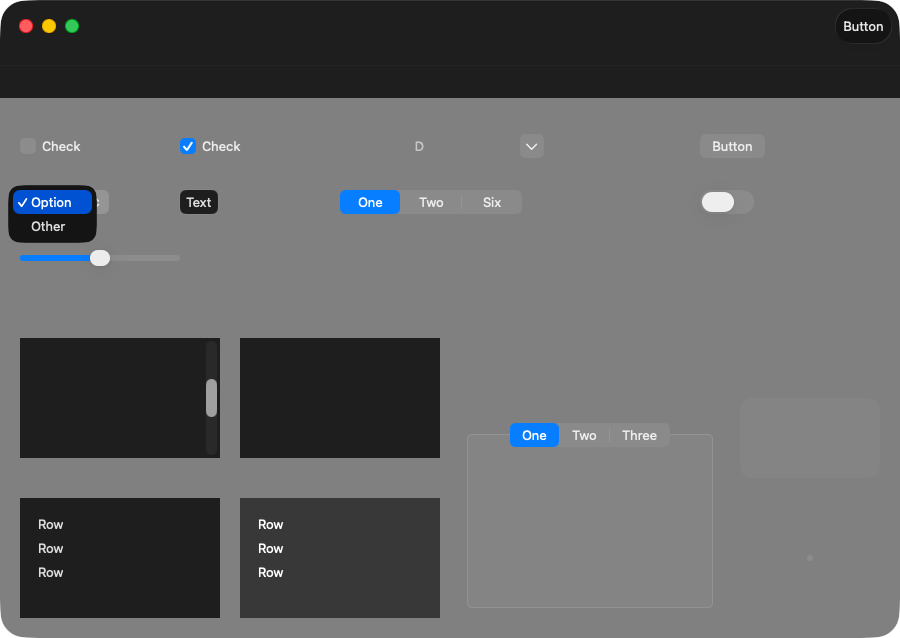 Button
Check
Check
D
Button
Option
Other
Text
One
Two
Six
One
Two
Three
Row
Row
Row
Row
Row
Row